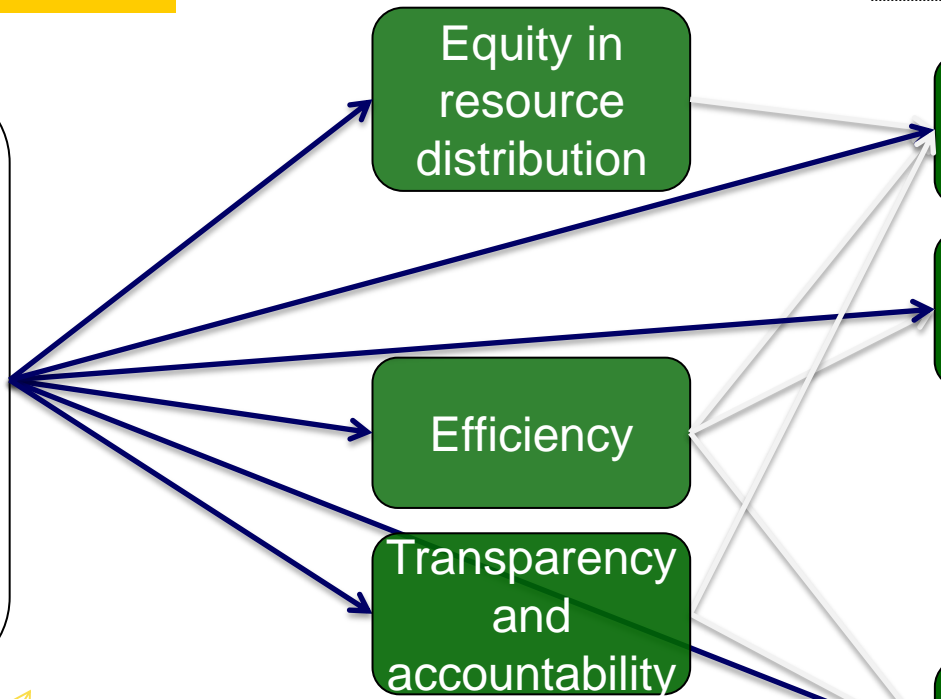 Equity in
resource
distribution
Efficiency
Transparency
and
accountability